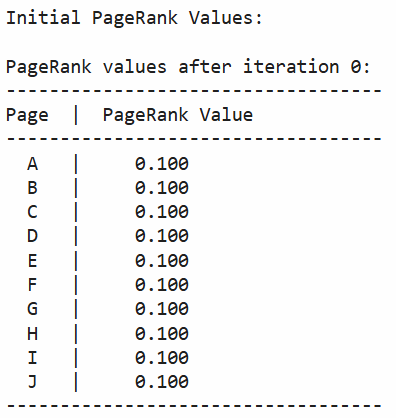 Initial PageRank Values:
PageRank values after iteration 0:
-----------------------------------
Page  |  PageRank Value
-----------------------------------
  A   |     0.100
  B   |     0.100
  C   |     0.100
  D   |     0.100
  E   |     0.100
  F   |     0.100
  G   |     0.100
  H   |     0.100
  I   |     0.100
  J   |     0.100
-----------------------------------